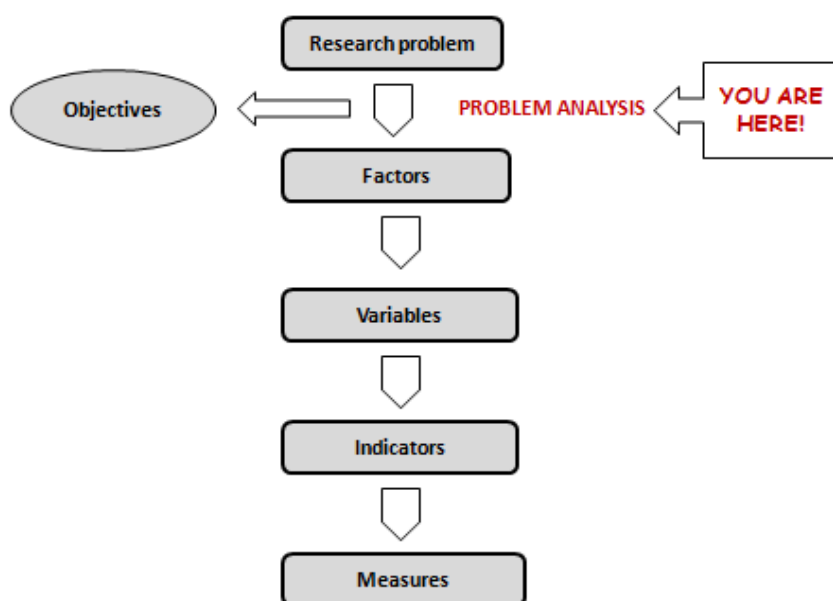 Research problem
Objectives
PROBLEM ANALYSIS
YOU ARE
HERE!
Factors
Variables
Indicators
Measures